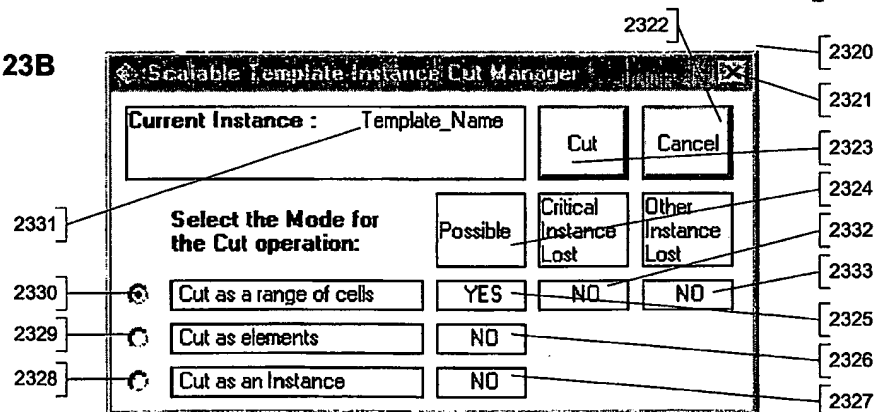 2322
23B
2320
Scalable Template Instance Cut Manager
2321
Current Instance : Template_Name
Cut
Cancel
2323
2324
2331
Select the Mode for
the Cut operation:
Possible
Critical
Instance
Lost
Other
Instance
Lost
2332
2333
2330
Cut as a range of cells
YES
NO
NO
2325
2329
Cut as elements
NO
2326
2328
Cut as an Instance
NO
2327